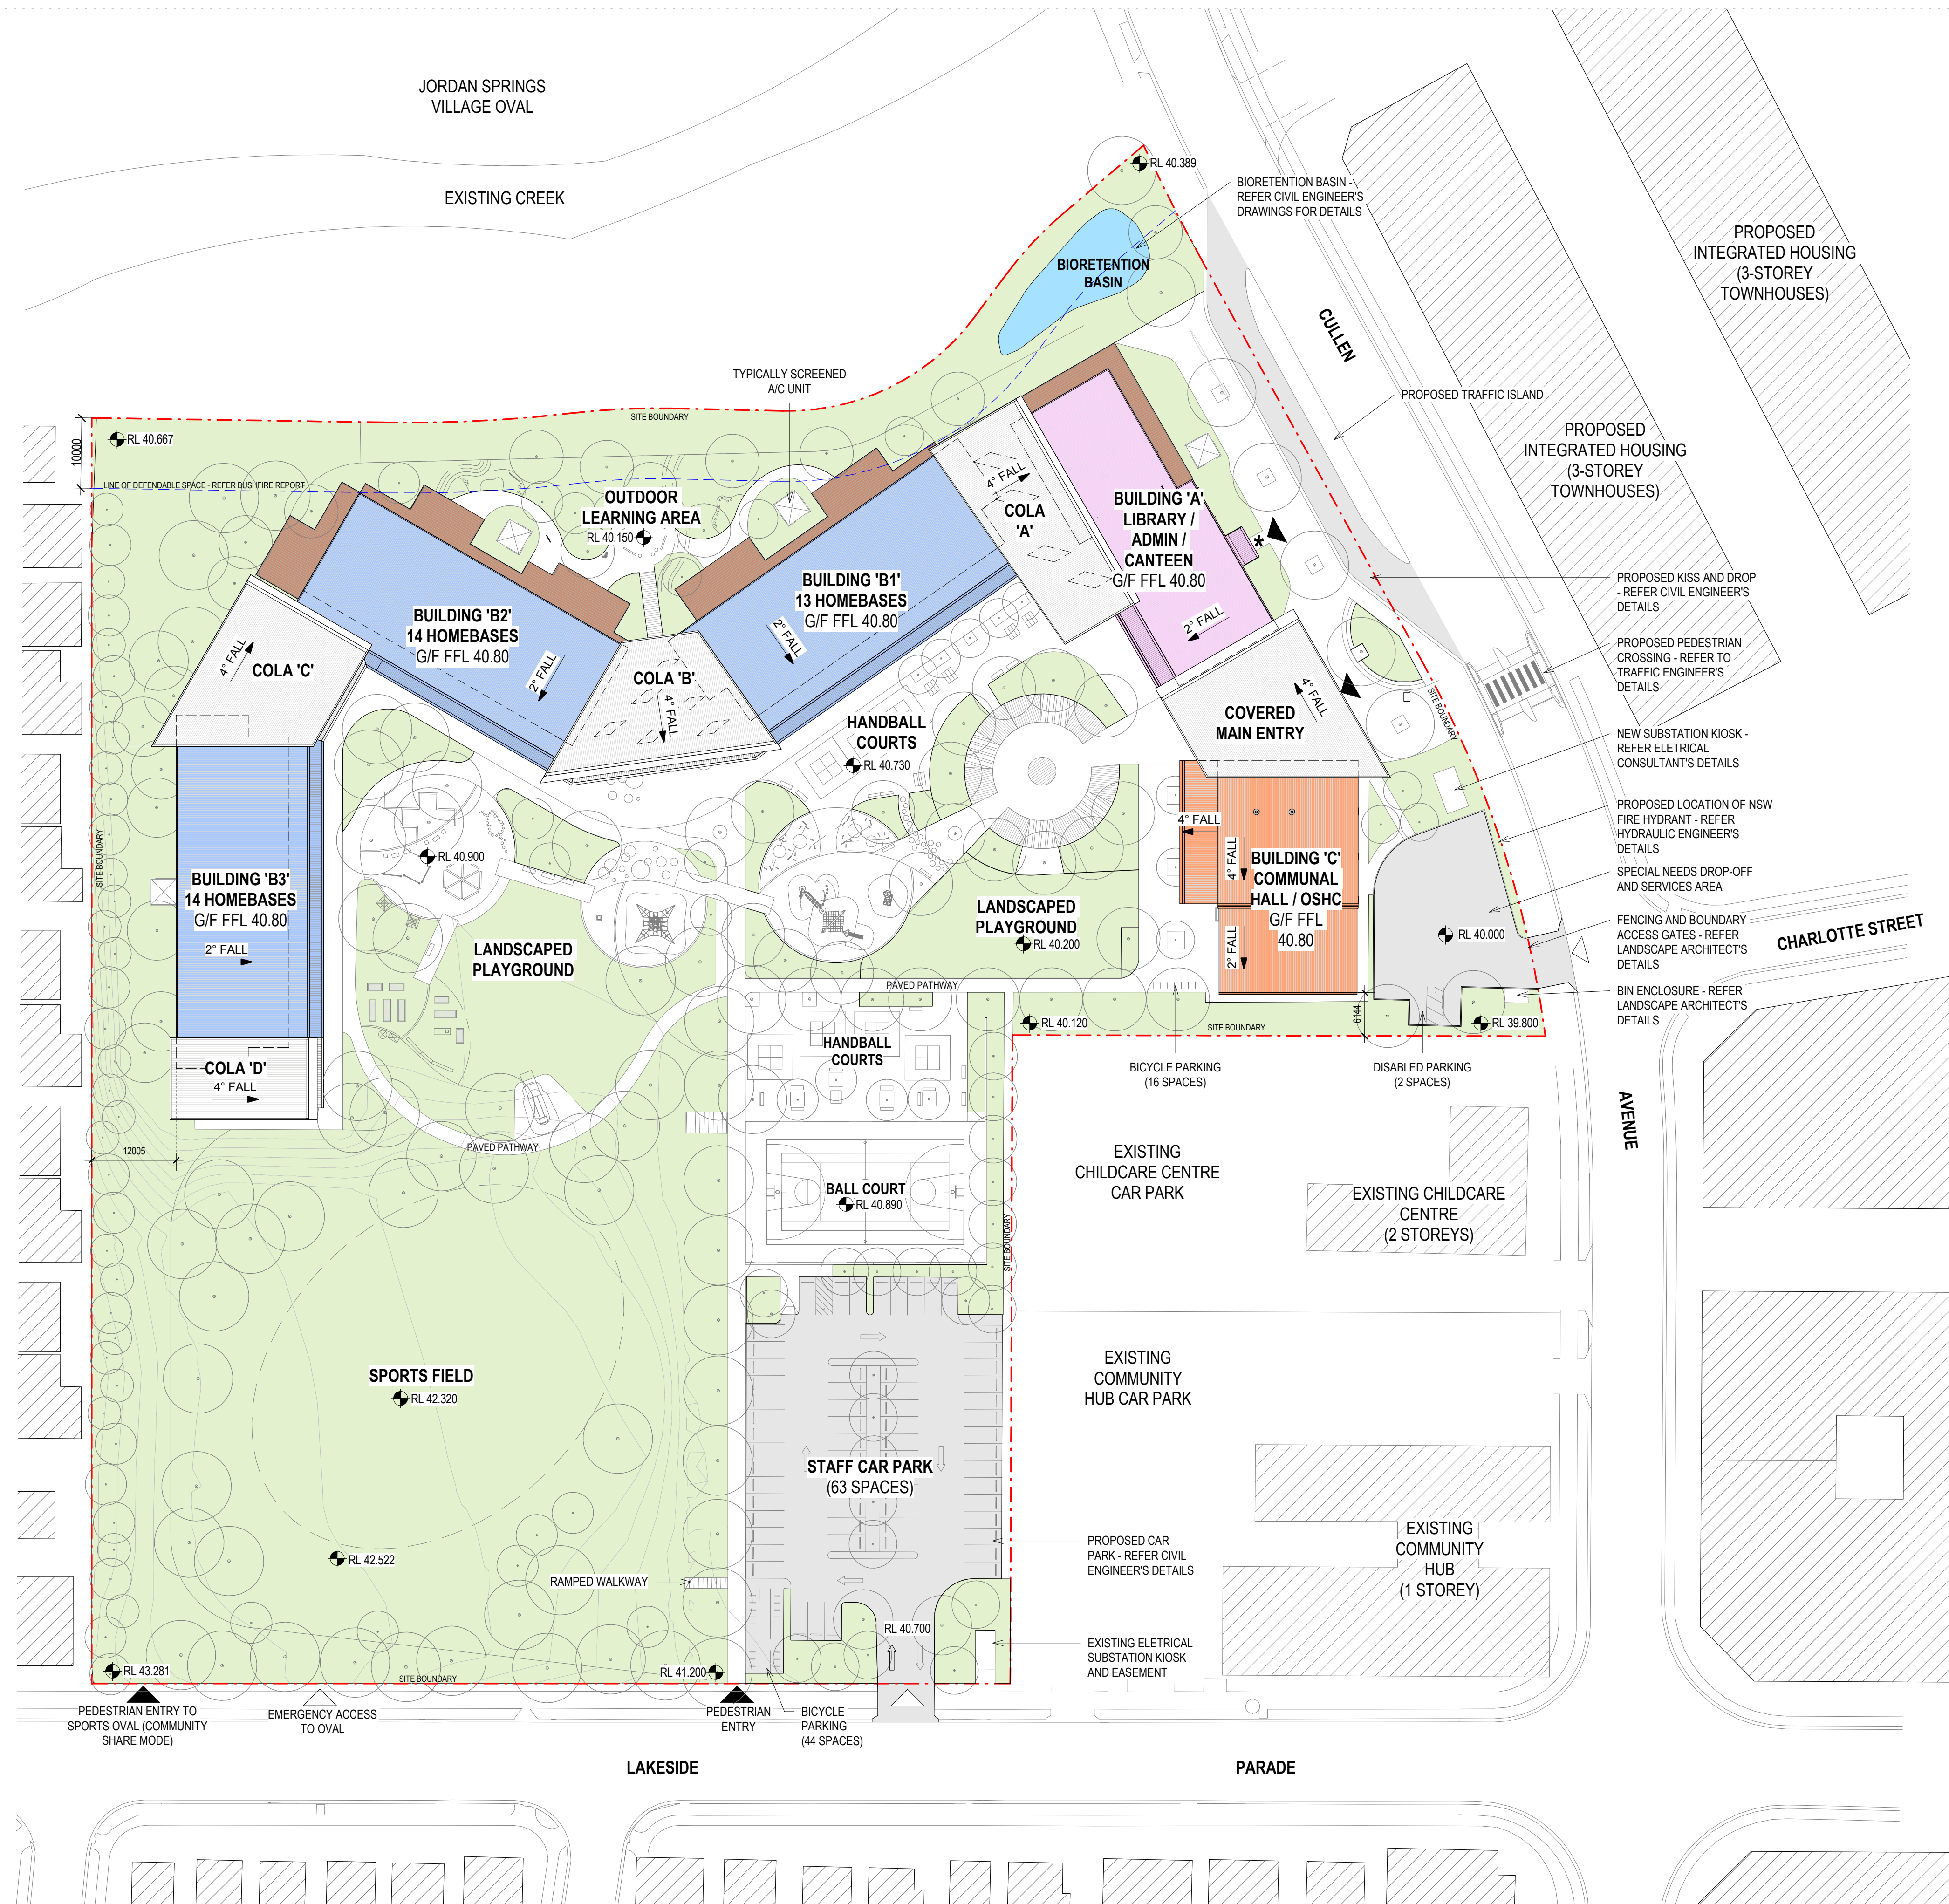 JORDAN SPRINGS
VILLAGE OVAL
EXISTING CREEK
RL 40.389
BIORETENTION BASIN -
REFER CIVIL ENGINEER'S
DRAWINGS FOR DETAILS
BIORETENTION
BASIN
PROPOSED
INTEGRATED HOUSING
(3-STOREY
TOWNHOUSES)
CULLEN
TYPICALLY SCREENED
A/C UNIT
PROPOSED TRAFFIC ISLAND
SITE BOUNDARY
RL 40.667
10000
PROPOSED
INTEGRATED HOUSING
(3-STOREY
TOWNHOUSES)
LINE OF DEFENDABLE SPACE - REFER BUSHFIRE REPORT
OUTDOOR
LEARNING AREA
RL 40.150
4° FALL
COLA
'A'
BUILDING 'A'
LIBRARY /
ADMIN /
CANTEEN
G/F FFL 40.80
*
2° FALL
BUILDING 'B1'
13 HOMEBASES
G/F FFL 40.80
2° FALL
BUILDING 'B2'
14 HOMEBASES
G/F FFL 40.80
2° FALL
PROPOSED KISS AND DROP
- REFER CIVIL ENGINEER'S
DETAILS
4° FALL
COLA 'C'
COLA 'B'
4° FALL
PROPOSED PEDESTRIAN
CROSSING - REFER TO
TRAFFIC ENGINEER'S
DETAILS
4° FALL
SITE BOUNDARY
COVERED
MAIN ENTRY
HANDBALL
COURTS
RL 40.730
NEW SUBSTATION KIOSK -
REFER ELETRICAL
CONSULTANT'S DETAILS
PROPOSED LOCATION OF NSW
FIRE HYDRANT - REFER
HYDRAULIC ENGINEER'S
DETAILS
4° FALL
4° FALL
BUILDING 'C'
COMMUNAL
HALL / OSHC
G/F FFL
40.80
2° FALL
SITE BOUNDARY
RL 40.900
BUILDING 'B3'
14 HOMEBASES
G/F FFL 40.80
2° FALL
SPECIAL NEEDS DROP-OFF
AND SERVICES AREA
LANDSCAPED
PLAYGROUND
LANDSCAPED
PLAYGROUND
RL 40.200
RL 40.000
FENCING AND BOUNDARY
ACCESS GATES - REFER
LANDSCAPE ARCHITECT'S
DETAILS
CHARLOTTE STREET
PAVED PATHWAY
BIN ENCLOSURE - REFER
LANDSCAPE ARCHITECT'S
DETAILS
6144
RL 40.120
SITE BOUNDARY
RL 39.800
HANDBALL
COURTS
COLA 'D'
4° FALL
BICYCLE PARKING
(16 SPACES)
DISABLED PARKING
(2 SPACES)
AVENUE
12005
PAVED PATHWAY
EXISTING
CHILDCARE CENTRE
CAR PARK
BALL COURT
RL 40.890
EXISTING CHILDCARE
CENTRE
(2 STOREYS)
SITE BOUNDARY
SPORTS FIELD
RL 42.320
EXISTING
COMMUNITY
HUB CAR PARK
STAFF CAR PARK
(63 SPACES)
RL 42.522
RAMPED WALKWAY
PROPOSED CAR
PARK - REFER CIVIL
ENGINEER'S DETAILS
EXISTING
COMMUNITY
HUB
(1 STOREY)
RL 40.700
EXISTING ELETRICAL
SUBSTATION KIOSK
AND EASEMENT
RL 43.281
SITE BOUNDARY
RL 41.200
PEDESTRIAN ENTRY TO
SPORTS OVAL (COMMUNITY
SHARE MODE)
EMERGENCY ACCESS
TO OVAL
PEDESTRIAN
ENTRY
BICYCLE
PARKING
(44 SPACES)
LAKESIDE
PARADE